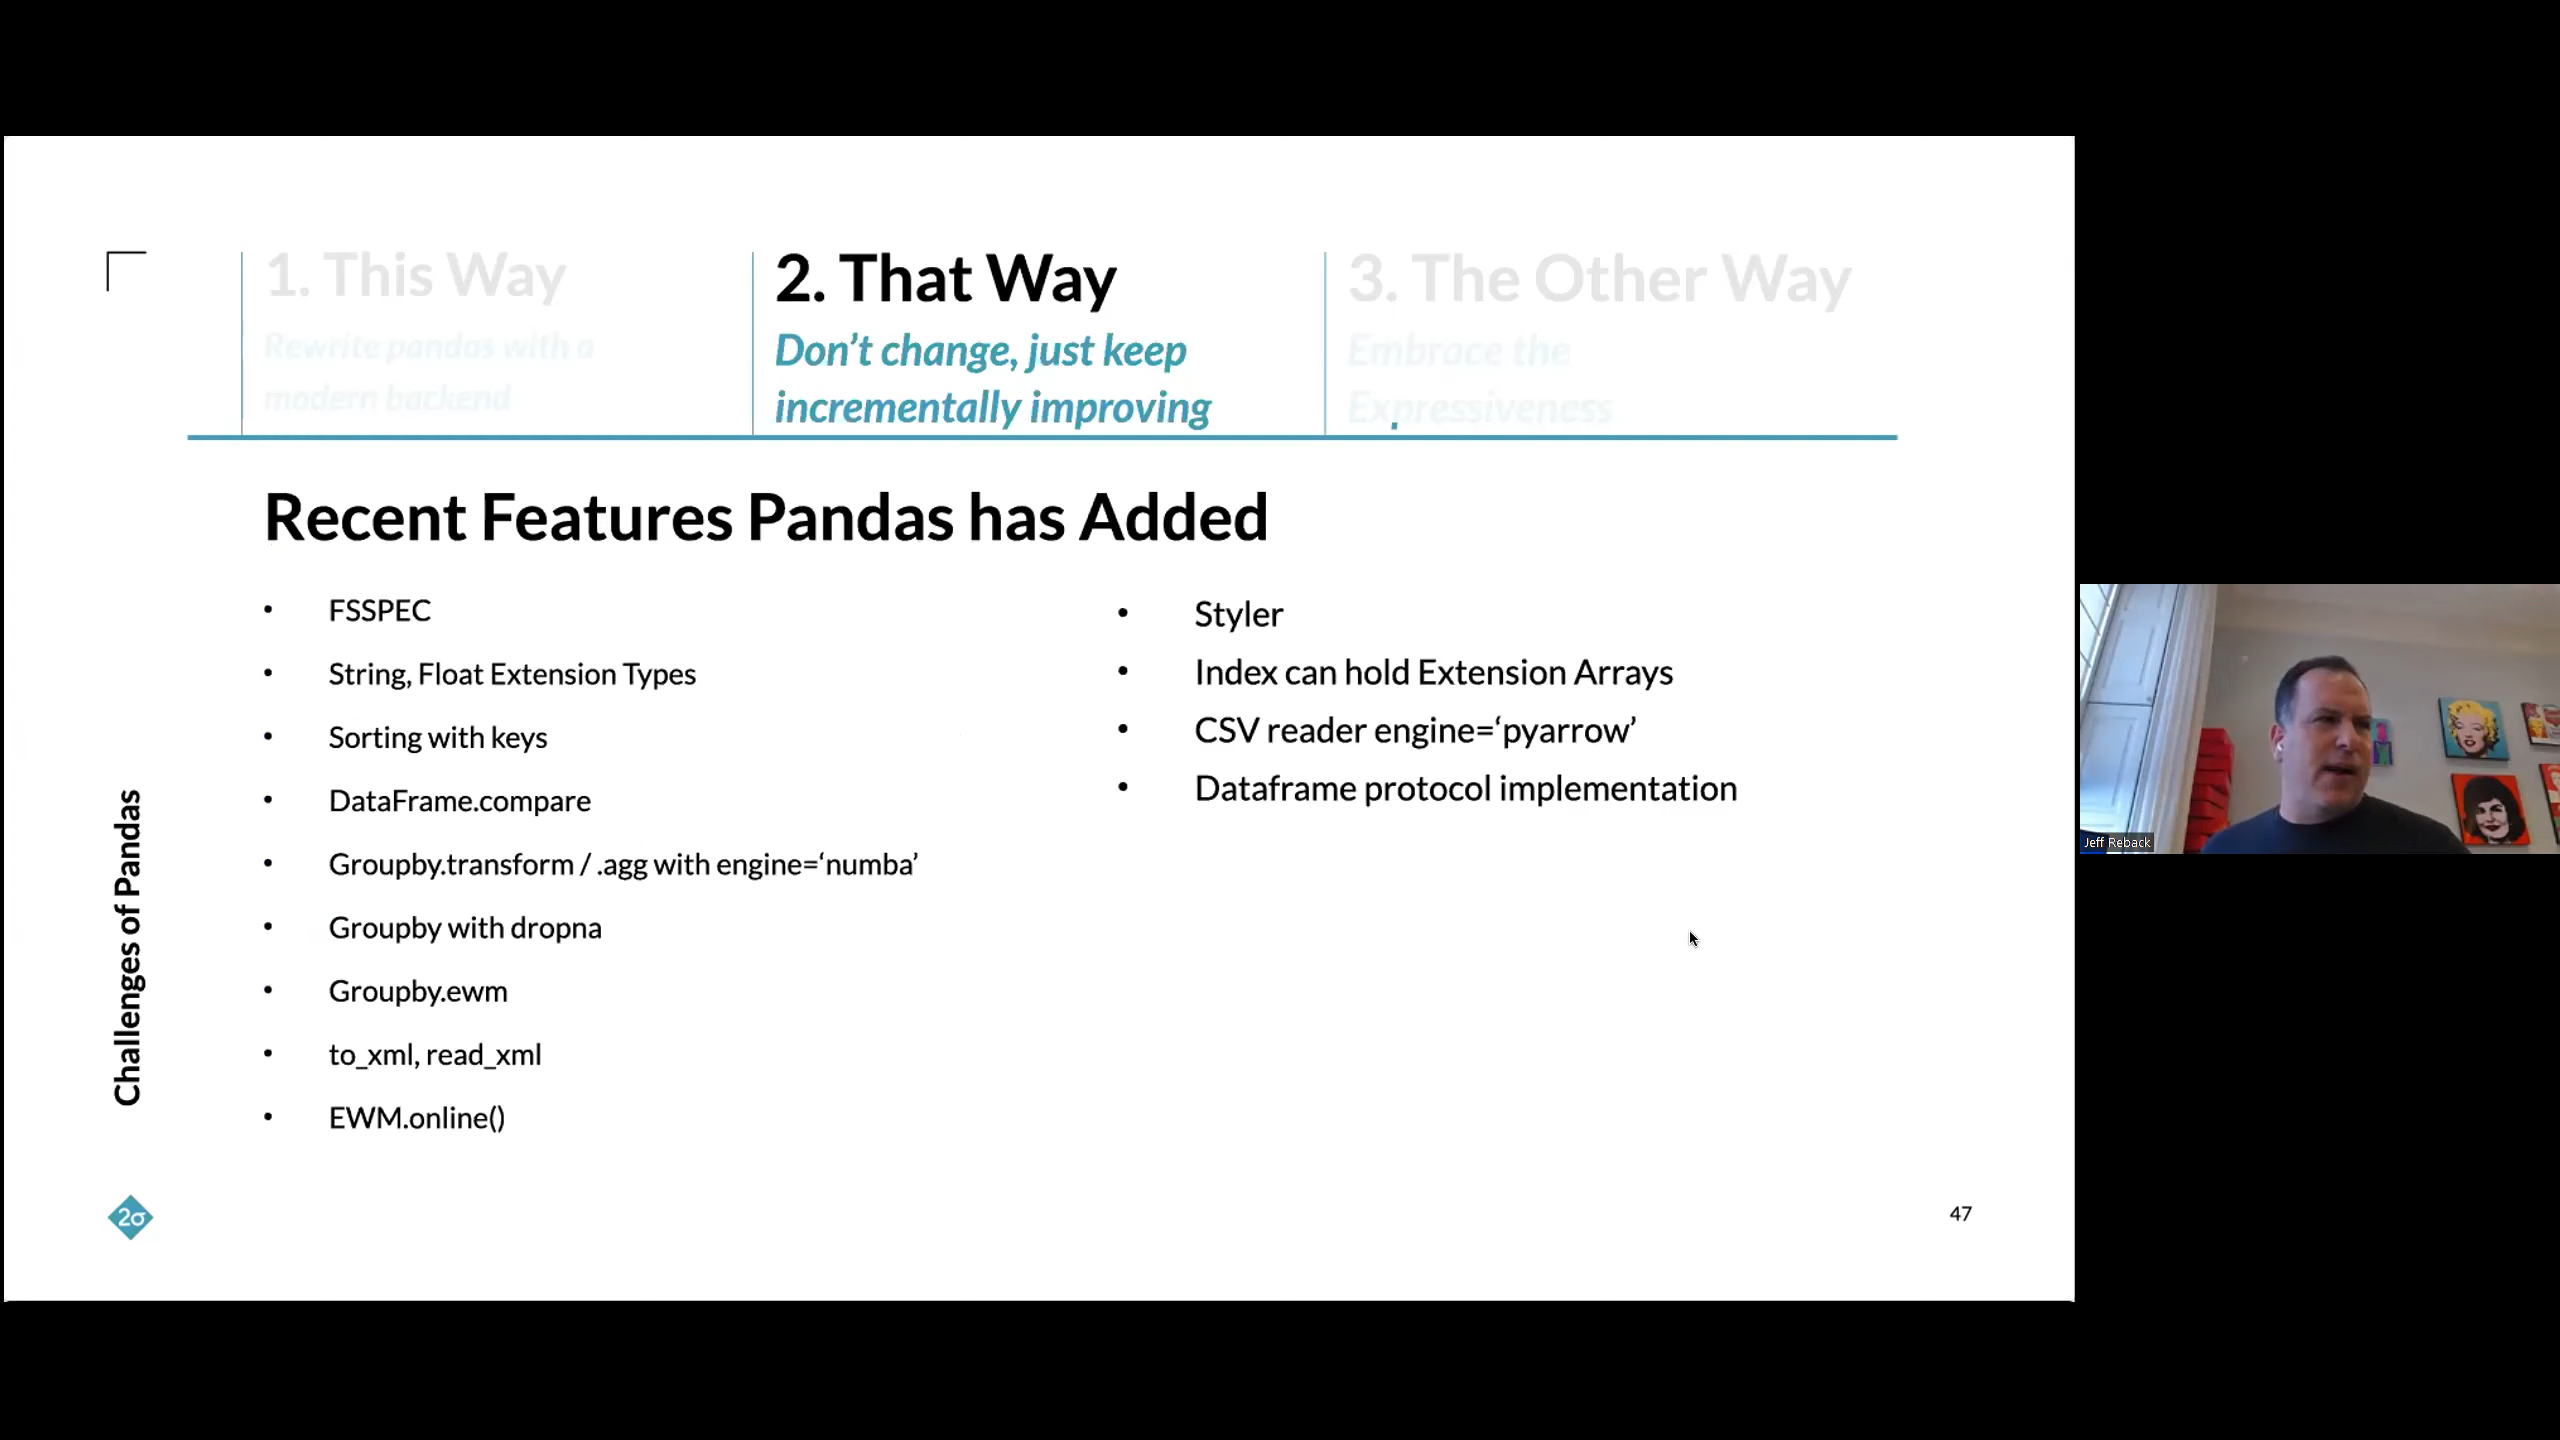 1. This Way
Rewrite pandas with a
modern backend
2. That Way
Don’t change, just keep
incrementally improving
3. The Other Way
Embrace the
Expressiveness
Recent Features Pandas has Added
• FSSPEC
• String, Float Extension Types
• Sorting with keys
• DataFrame.compare
• Groupby.transform / .agg with engine=‘numba’
• Groupby with dropna
• Groupby.ewm
• to_xml, read_xml
• EWM.online()
• Styler
• Index can hold Extension Arrays
• CSV reader engine=‘pyarrow’
• Dataframe protocol implementation
Challenges of Pandas
2σ
47
Jeff Reback